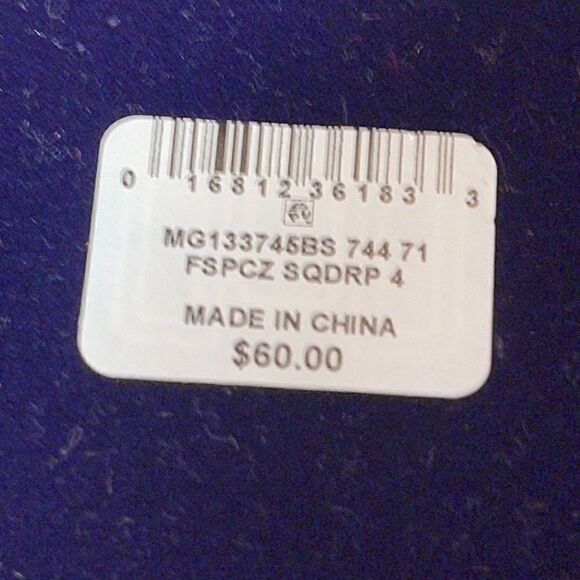 0 16812 36183 3
MG133745BS 744 71
FSPCZ SQDRP 4
MADE IN CHINA
$60.00